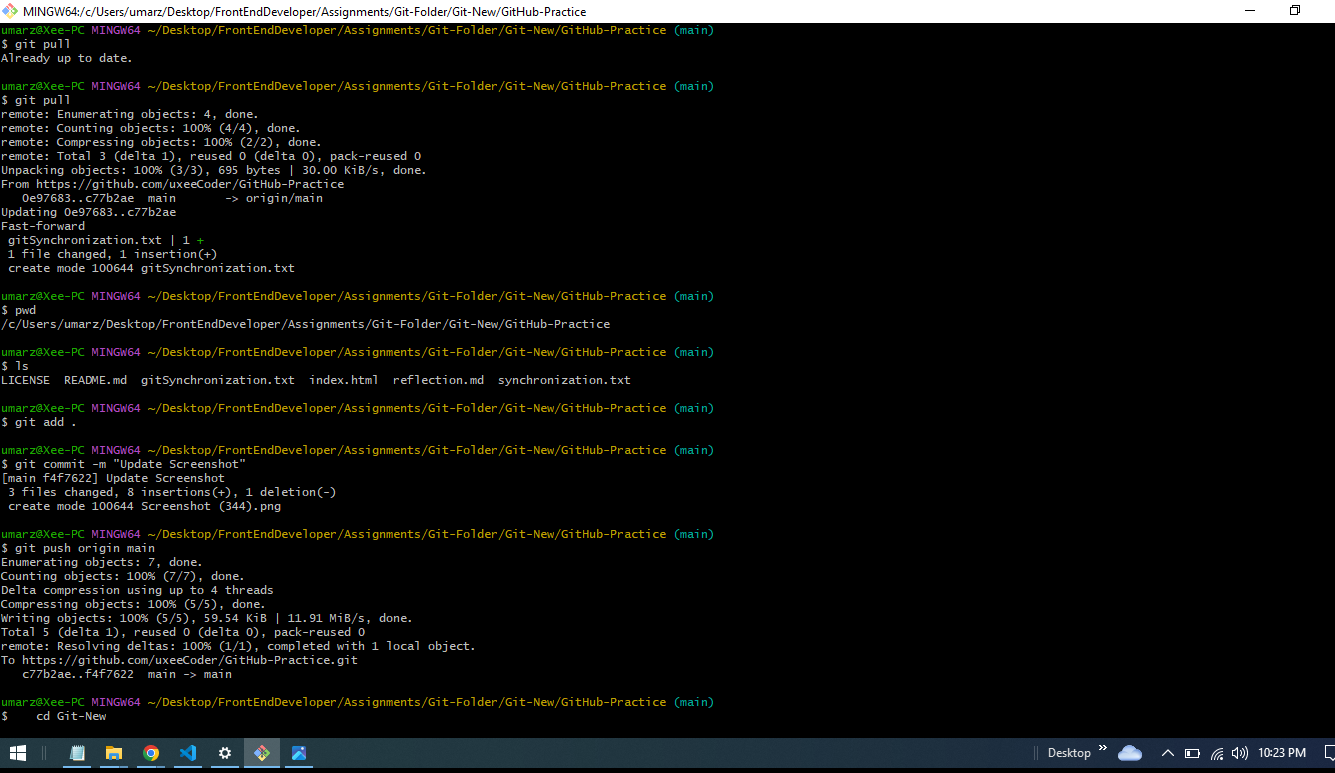 MINGW64:/c/Users/umarz/Desktop/FrontEndDeveloper/Assignments/Git-Folder/Git-New/GitHub-Practice
umarz@Xee-PC MINGW64 ~/Desktop/FrontEndDeveloper/Assignments/Git-Folder/Git-New/GitHub-Practice (main)
$ git pull
Already up to date.
umarz@Xee-PC MINGW64 ~/Desktop/FrontEndDeveloper/Assignments/Git-Folder/Git-New/GitHub-Practice (main)
$ git pull
remote: Enumerating objects: 4, done.
remote: Counting objects: 100% (4/4), done.
remote: Compressing objects: 100% (2/2), done.
remote: Total 3 (delta 1), reused 0 (delta 0), pack-reused 0
Unpacking objects: 100% (3/3), 695 bytes | 30.00 KiB/s, done.
From https://github.com/uxeeCoder/GitHub-Practice
   0e97683..c77b2ae  main       -> origin/main
Updating 0e97683..c77b2ae
Fast-forward
 gitSynchronization.txt | 1 +
 1 file changed, 1 insertion(+)
 create mode 100644 gitSynchronization.txt
umarz@Xee-PC MINGW64 ~/Desktop/FrontEndDeveloper/Assignments/Git-Folder/Git-New/GitHub-Practice (main)
$ pwd
/c/Users/umarz/Desktop/FrontEndDeveloper/Assignments/Git-Folder/Git-New/GitHub-Practice
umarz@Xee-PC MINGW64 ~/Desktop/FrontEndDeveloper/Assignments/Git-Folder/Git-New/GitHub-Practice (main)
$ ls
LICENSE  README.md  gitSynchronization.txt  index.html  reflection.md  synchronization.txt
umarz@Xee-PC MINGW64 ~/Desktop/FrontEndDeveloper/Assignments/Git-Folder/Git-New/GitHub-Practice (main)
$ git add .
umarz@Xee-PC MINGW64 ~/Desktop/FrontEndDeveloper/Assignments/Git-Folder/Git-New/GitHub-Practice (main)
$ git commit -m "Update Screenshot"
[main f4f7622] Update Screenshot
 3 files changed, 8 insertions(+), 1 deletion(-)
 create mode 100644 Screenshot (344).png
umarz@Xee-PC MINGW64 ~/Desktop/FrontEndDeveloper/Assignments/Git-Folder/Git-New/GitHub-Practice (main)
$ git push origin main
Enumerating objects: 7, done.
Counting objects: 100% (7/7), done.
Delta compression using up to 4 threads
Compressing objects: 100% (5/5), done.
Writing objects: 100% (5/5), 59.54 KiB | 11.91 MiB/s, done.
Total 5 (delta 1), reused 0 (delta 0), pack-reused 0
remote: Resolving deltas: 100% (1/1), completed with 1 local object.
To https://github.com/uxeeCoder/GitHub-Practice.git
   c77b2ae..f4f7622  main -> main
umarz@Xee-PC MINGW64 ~/Desktop/FrontEndDeveloper/Assignments/Git-Folder/Git-New/GitHub-Practice (main)
$    cd Git-New
Desktop 10:23 PM